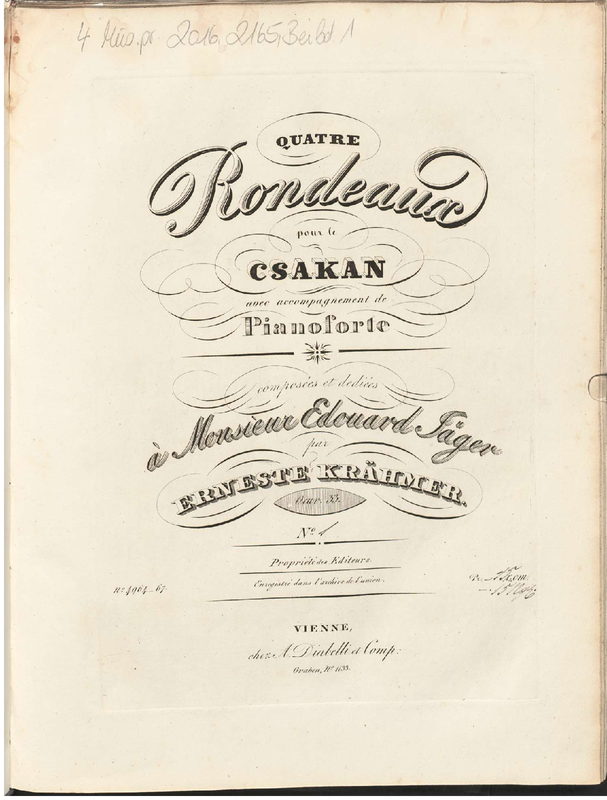 4 Mus.pr. 2016.2165, Beibd. 1
QUATRE
Rondeaux
pour le
CSAKAN
avec accompagnement de
Pianoforte
composées et dediées
à Monsieur Edouard Jäger
par
ERNESTE KRÄHMER.
Oeuv. 33.
No. 1
Propriété des Editeurs.
Enregistré dans l'archive de l'union.
No. 4964-67.
VIENNE,
chez A. Diabelli et Comp:
Graben, No. 1133.